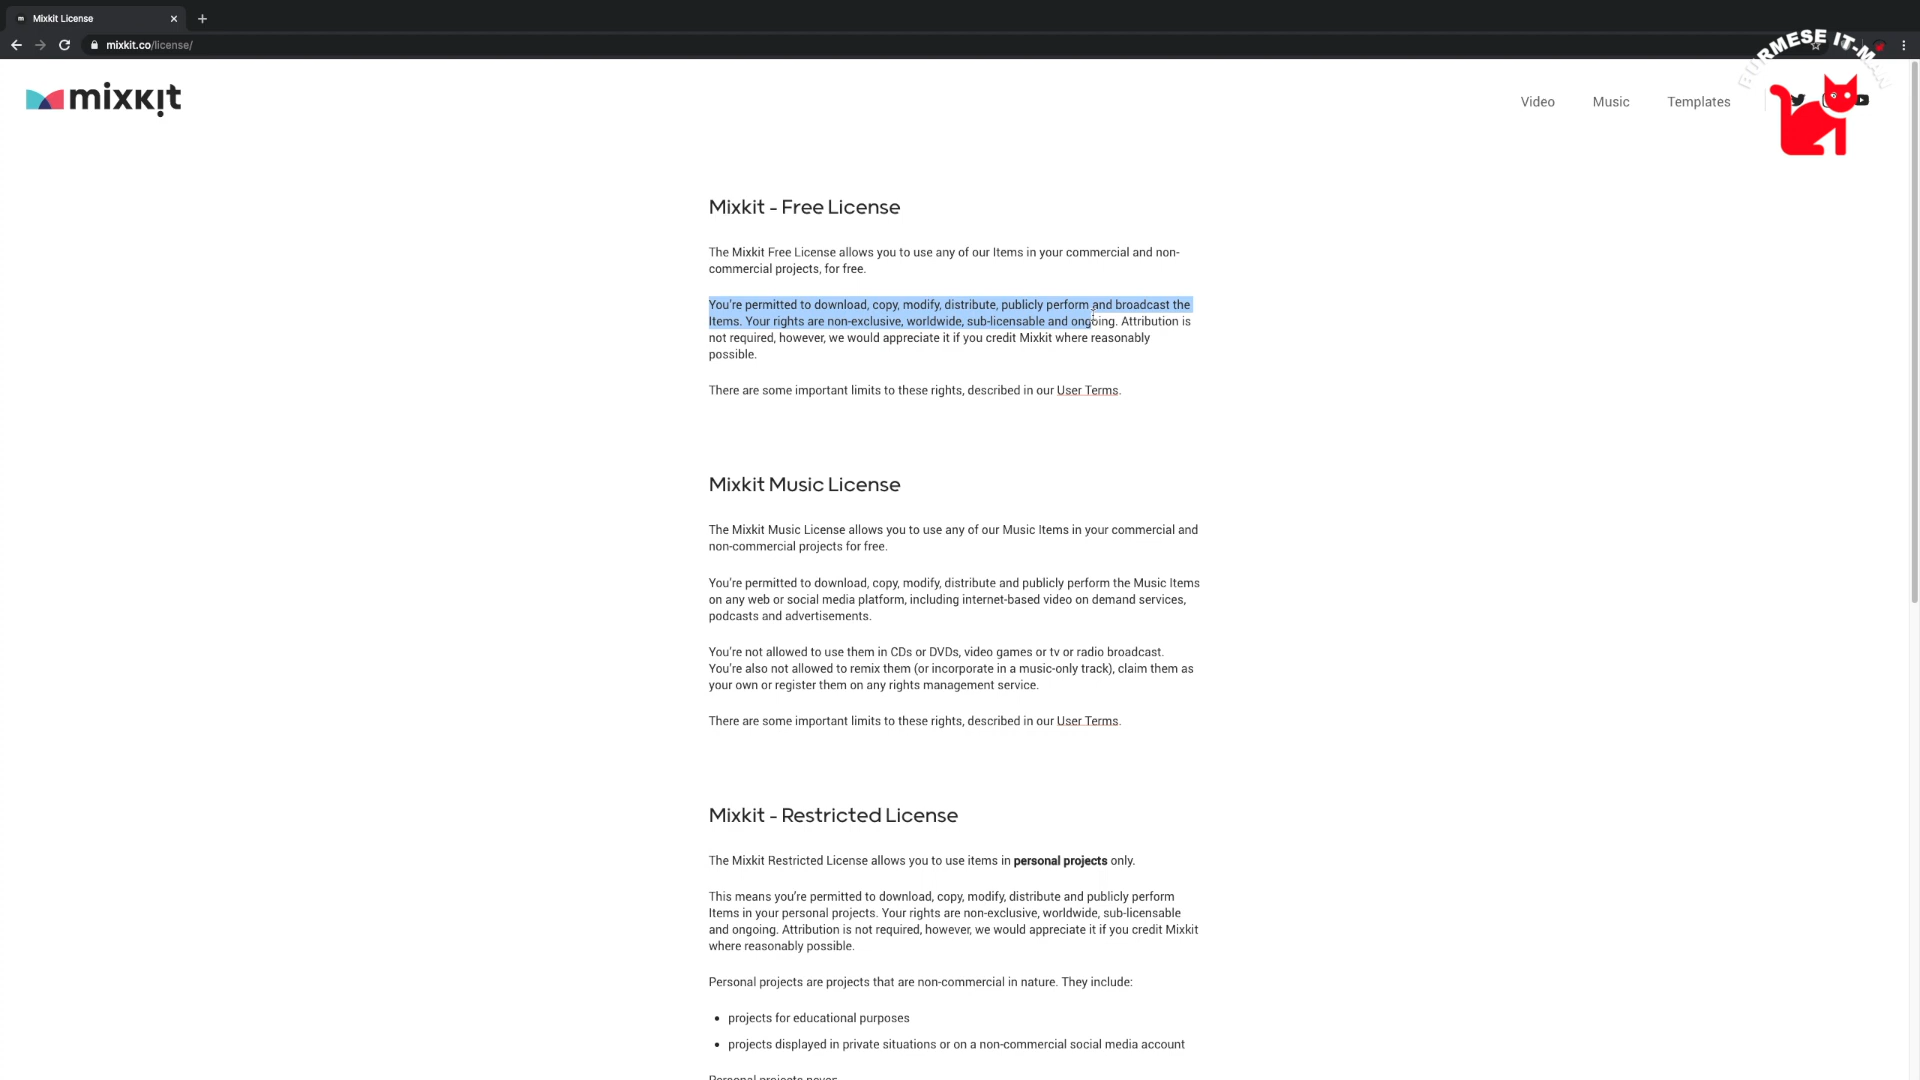 Mixkit License
mixkit.co/license/
BURMESE IT-MAN
mixkit
Video
Music
Templates
Mixkit - Free License
The Mixkit Free License allows you to use any of our Items in your commercial and non-
commercial projects, for free.
You're permitted to download, copy, modify, distribute, publicly perform and broadcast the
Items. Your rights are non-exclusive, worldwide, sub-licensable and ongoing. Attribution is
not required, however, we would appreciate it if you credit Mixkit where reasonably
possible.
There are some important limits to these rights, described in our User Terms.
Mixkit Music License
The Mixkit Music License allows you to use any of our Music Items in your commercial and
non-commercial projects for free.
You're permitted to download, copy, modify, distribute and publicly perform the Music Items
on any web or social media platform, including internet-based video on demand services,
podcasts and advertisements.
You're not allowed to use them in CDs or DVDs, video games or tv or radio broadcast.
You're also not allowed to remix them (or incorporate in a music-only track), claim them as
your own or register them on any rights management service.
There are some important limits to these rights, described in our User Terms.
Mixkit - Restricted License
The Mixkit Restricted License allows you to use items in personal projects only.
This means you're permitted to download, copy, modify, distribute and publicly perform
Items in your personal projects. Your rights are non-exclusive, worldwide, sub-licensable
and ongoing. Attribution is not required, however, we would appreciate it if you credit Mixkit
where reasonably possible.
Personal projects are projects that are non-commercial in nature. They include:
• projects for educational purposes
• projects displayed in private situations or on a non-commercial social media account
Personal projects never